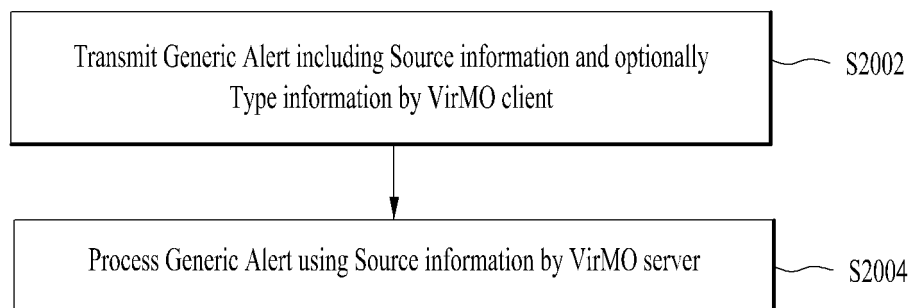 Transmit Generic Alert including Source information and optionally
Type information by VirMO client
S2002
Process Generic Alert using Source information by VirMO server
S2004